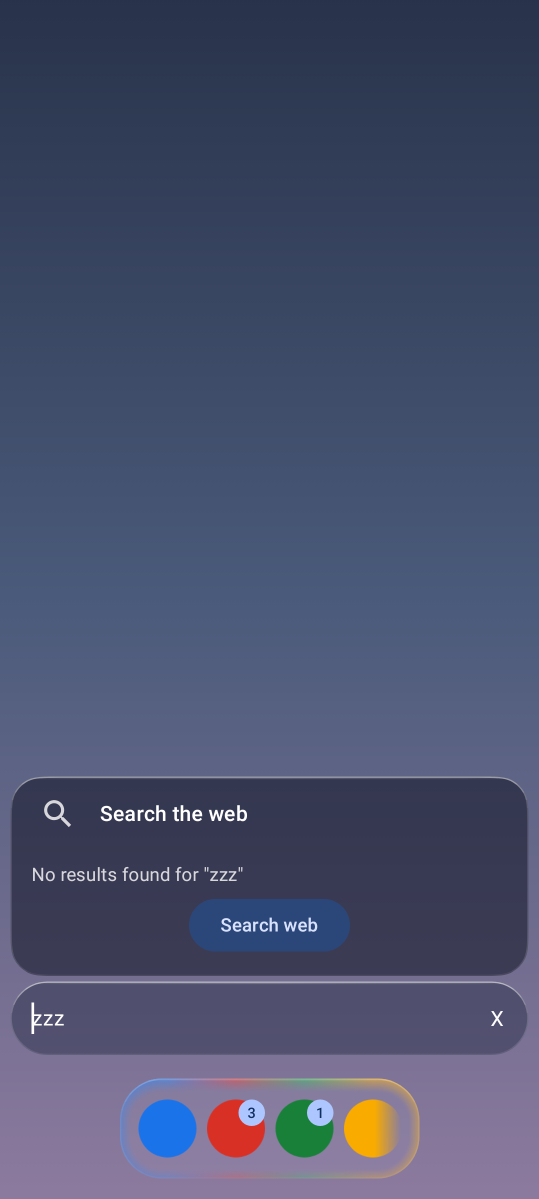 Search the web
No results found for "zzz"
Search web
zzz X
3 1